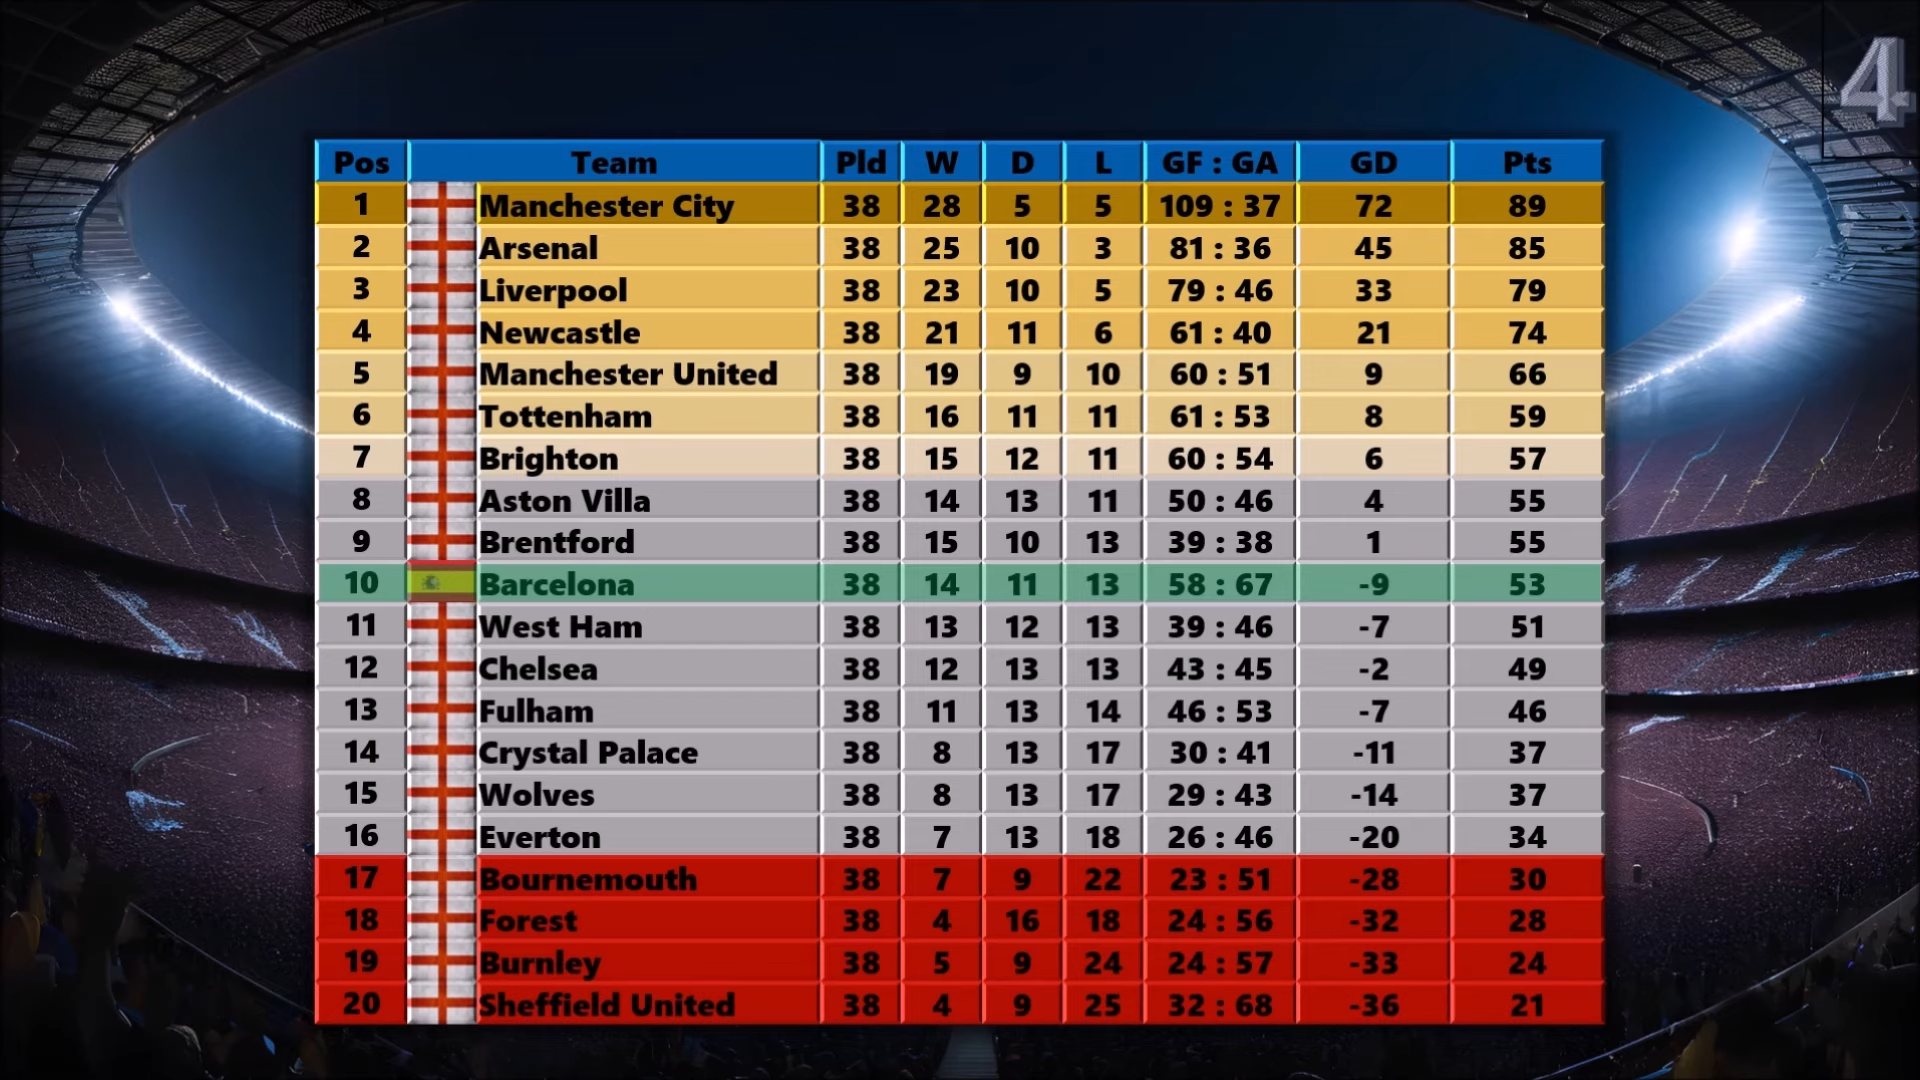 4
Pos Team Pld W D L GF : GA GD Pts
1 Manchester City 38 28 5 5 109 : 37 72 89
2 Arsenal 38 25 10 3 81 : 36 45 85
3 Liverpool 38 23 10 5 79 : 46 33 79
4 Newcastle 38 21 11 6 61 : 40 21 74
5 Manchester United 38 19 9 10 60 : 51 9 66
6 Tottenham 38 16 11 11 61 : 53 8 59
7 Brighton 38 15 12 11 60 : 54 6 57
8 Aston Villa 38 14 13 11 50 : 46 4 55
9 Brentford 38 15 10 13 39 : 38 1 55
10 Barcelona 38 14 11 13 58 : 67 -9 53
11 West Ham 38 13 12 13 39 : 46 -7 51
12 Chelsea 38 12 13 13 43 : 45 -2 49
13 Fulham 38 11 13 14 46 : 53 -7 46
14 Crystal Palace 38 8 13 17 30 : 41 -11 37
15 Wolves 38 8 13 17 29 : 43 -14 37
16 Everton 38 7 13 18 26 : 46 -20 34
17 Bournemouth 38 7 9 22 23 : 51 -28 30
18 Forest 38 4 16 18 24 : 56 -32 28
19 Burnley 38 5 9 24 24 : 57 -33 24
20 Sheffield United 38 4 9 25 32 : 68 -36 21